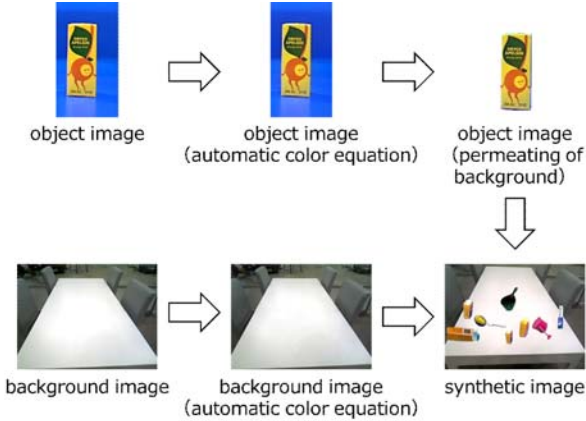 object image
object image
(automatic color equation)
object image
(permeating of
background)
background image
background image
(automatic color equation)
synthetic image